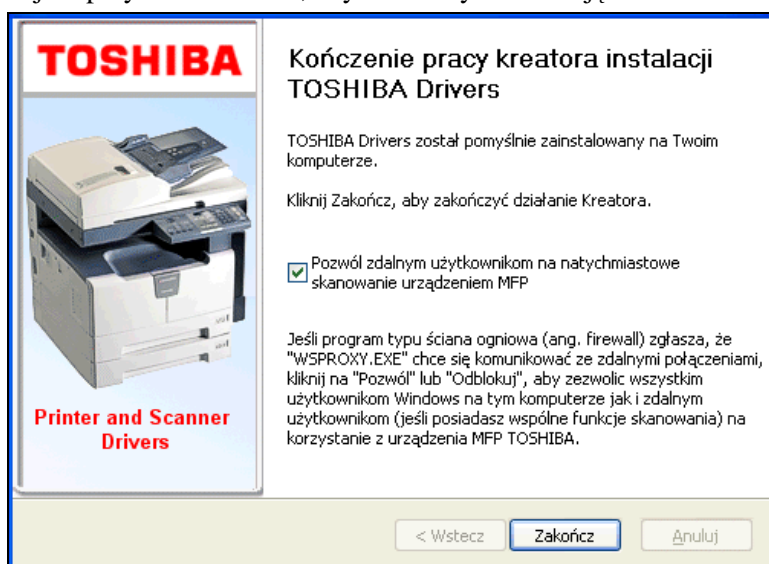 TOSHIBA
Kończenie pracy kreatora instalacji
TOSHIBA Drivers
TOSHIBA Drivers został pomyślnie zainstalowany na Twoim
komputerze.
Kliknij Zakończ, aby zakończyć działanie Kreatora.
Pozwól zdalnym użytkownikom na natychmiastowe
skanowanie urządzeniem MFP
Jeśli program typu ściana ogniowa (ang. firewall) zgłasza, że
"WSPROXY.EXE" chce się komunikować ze zdalnymi połączeniami,
kliknij na "Pozwól" lub "Odblokuj", aby zezwolic wszystkim
użytkownikom Windows na tym komputerze jak i zdalnym
użytkownikom (jeśli posiadasz wspólne funkcje skanowania) na
korzystanie z urządzenia MFP TOSHIBA.
Printer and Scanner
Drivers
< Wstecz
Zakończ
Anuluj